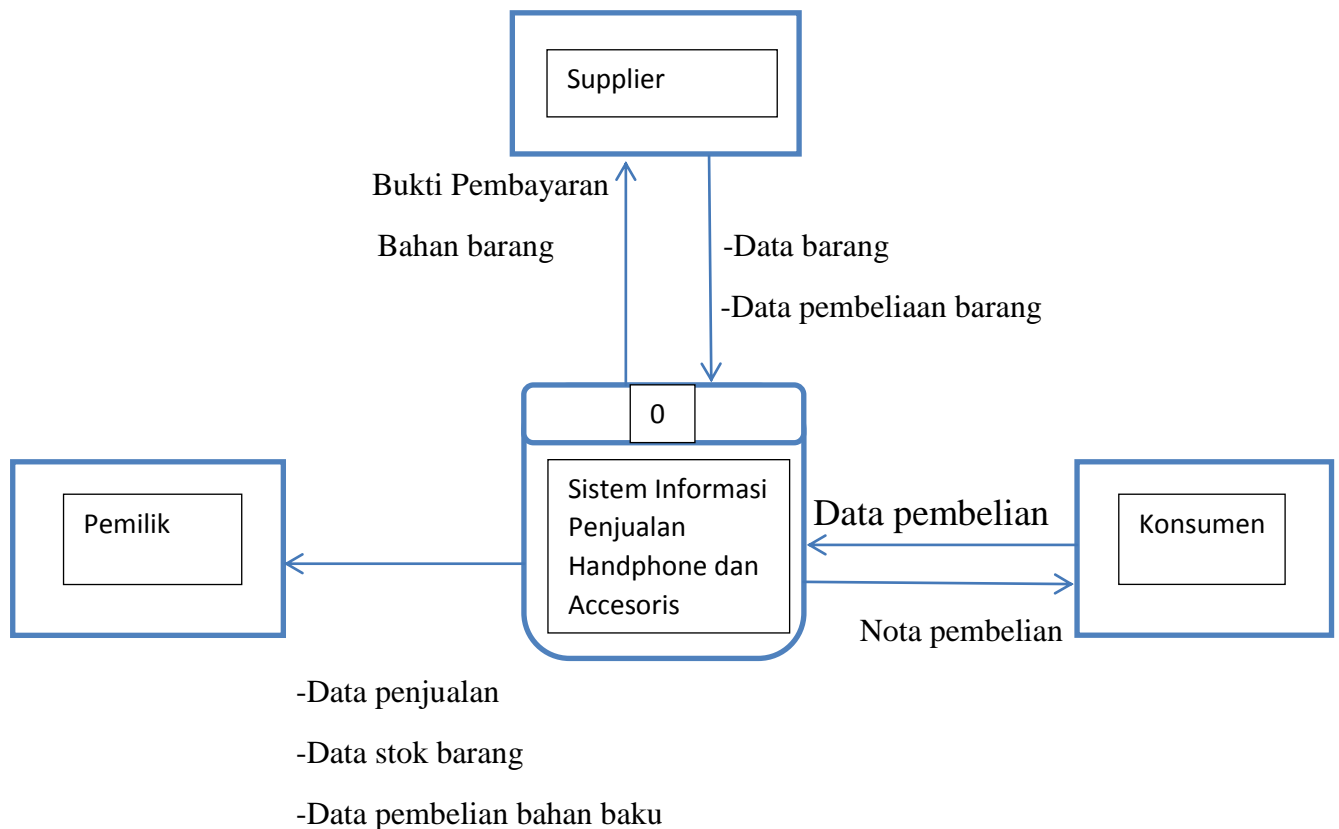 Supplier
Bukti Pembayaran
Bahan barang
-Data barang
-Data pembeliaan barang
0
Sistem Informasi
Penjualan
Handphone dan
Accesoris
Pemilik
Data pembelian
Konsumen
Nota pembelian
-Data penjualan
-Data stok barang
-Data pembelian bahan baku